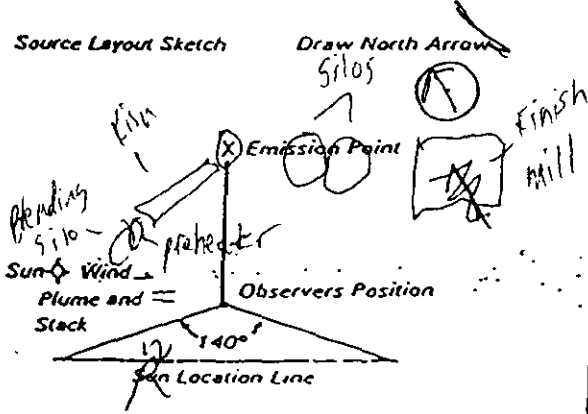 Source Layout Sketch Draw North Arrow
Silos
Kiln
X Emission Point
Finish
mill
Blending
Silo
preheater
Sun Wind
Plume and
Stack
Observers Position
140°
Sun Location Line